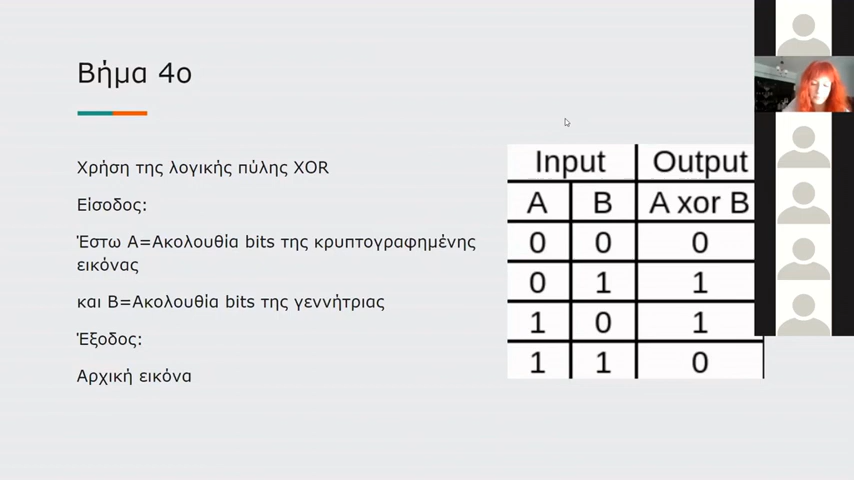 Βήμα 4ο
Χρήση της λογικής πύλης XOR
Είσοδος:
Έστω Α=Ακολουθία bits της κρυπτογραφημένης
εικόνας
και Β=Ακολουθία bits της γεννήτριας
Έξοδος:
Αρχική εικόνα
Input Output
A B A xor B
0 0 0
0 1 1
1 0 1
1 1 0